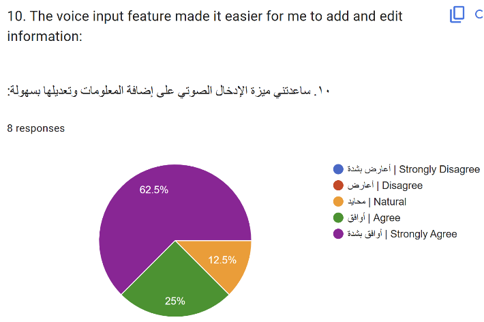 10. The voice input feature made it easier for me to add and edit
information:
١٠. ساعدتني ميزة الإدخال الصوتي على إضافة المعلومات وتعديلها بسهولة:
8 responses
62.5%
12.5%
25%
أعارض بشدة | Strongly Disagree
أعارض | Disagree
محايد | Natural
أوافق | Agree
أوافق بشدة | Strongly Agree